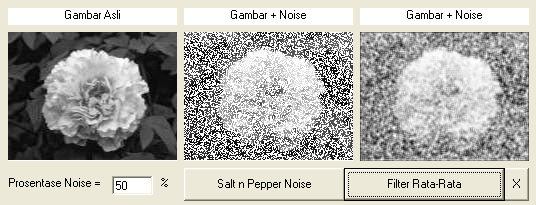 Gambar Asli
Gambar + Noise
Gambar + Noise
Prosentase Noise = 50 %
Salt n Pepper Noise
Filter Rata-Rata
X